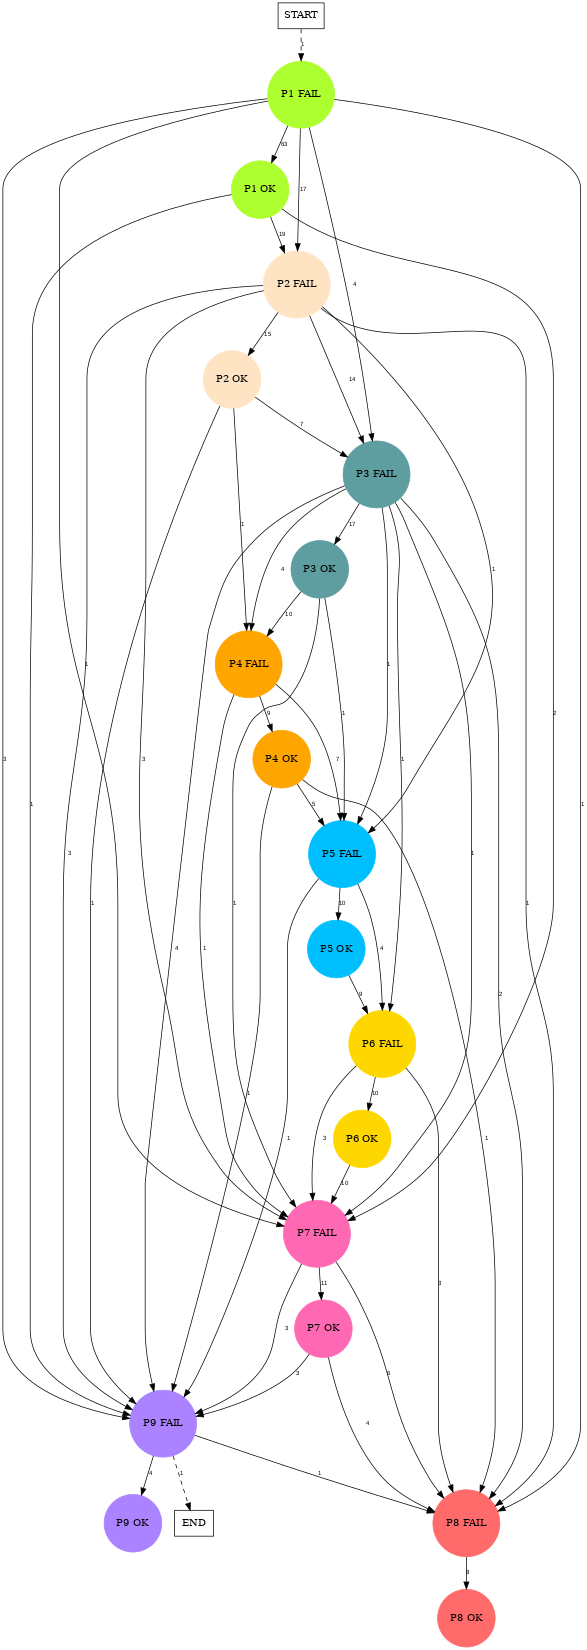 START
1
P1 FAIL
63
17
4
P1 OK
19
P2 FAIL
15
14
P2 OK
7
P3 FAIL
1
17
4
1
P3 OK
10
P4 FAIL
9
1
1
7
1
2
3
1
3
3
4
1
1
P4 OK
5
P5 FAIL
10
1
1
1
3
1
1
P5 OK
4
1
9
2
P6 FAIL
10
1
1
3
1
P6 OK
10
P7 FAIL
11
3
3
P7 OK
3
4
P9 FAIL
4
1
1
P9 OK
END
P8 FAIL
P8 OK